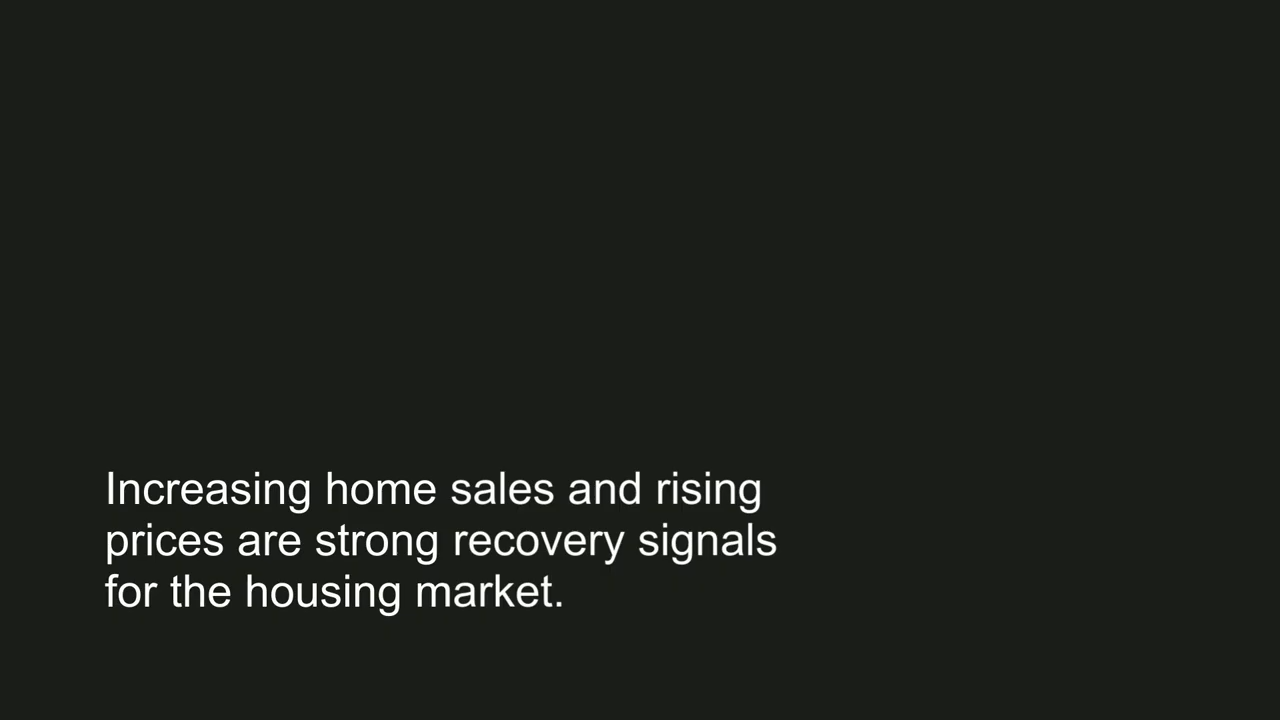 Increasing home sales and rising
prices are strong recovery signals
for the housing market.